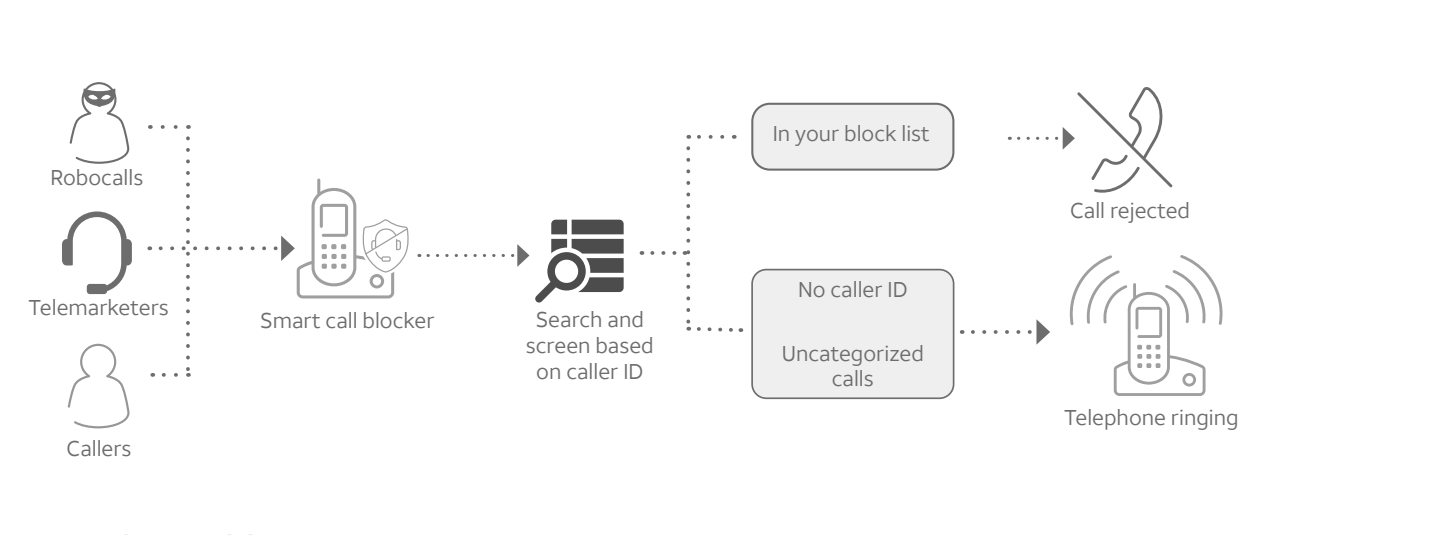 Robocalls
Telemarketers
Callers
Smart call blocker
Search and
screen based
on caller ID
In your block list
No caller ID
Uncategorized
calls
Call rejected
Telephone ringing